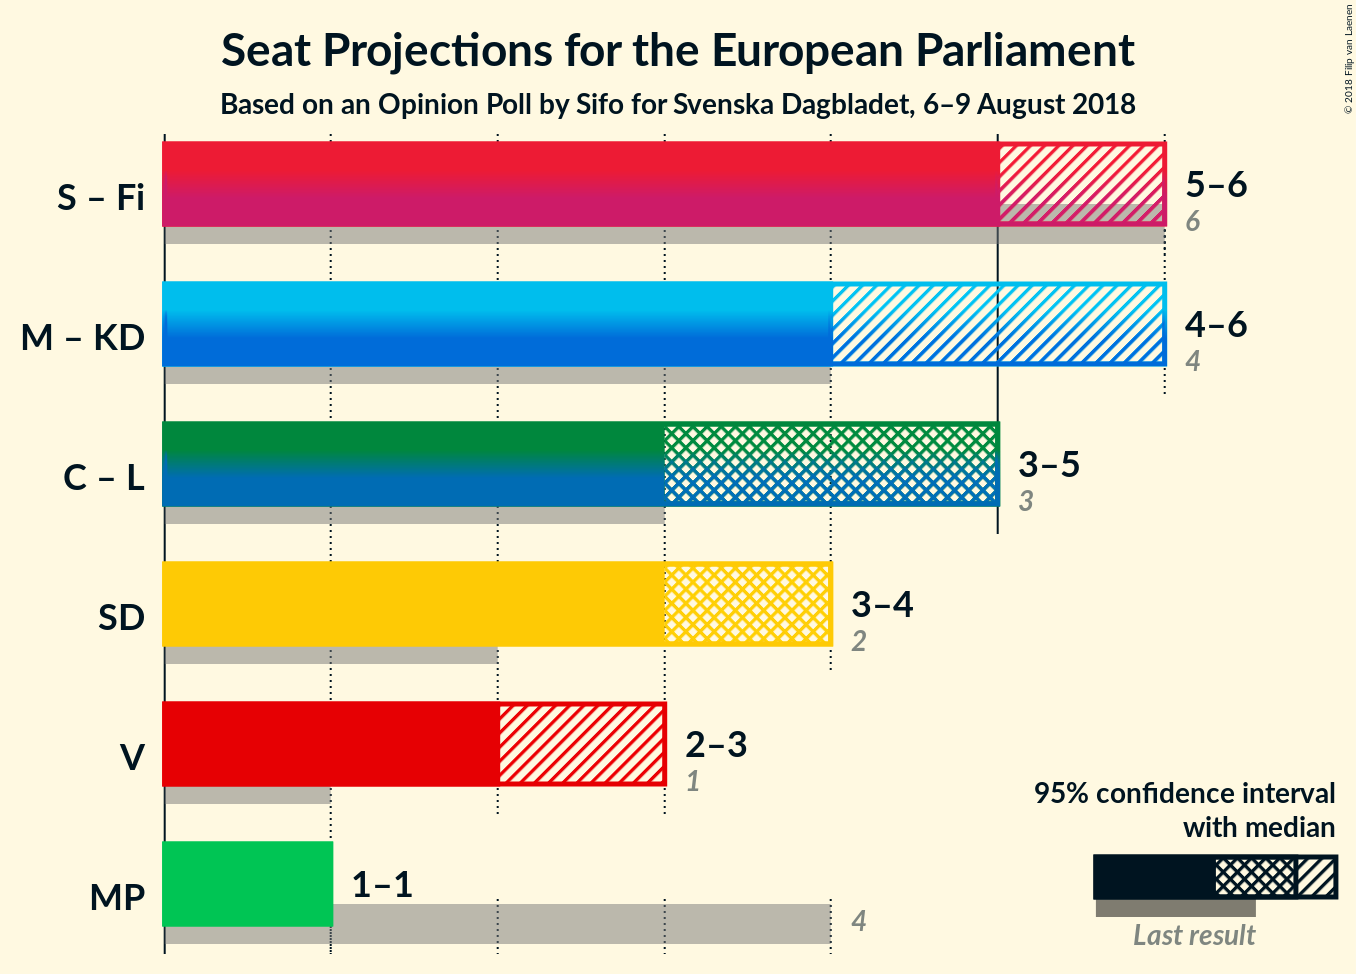 Seat Projections for the European Parliament
Based on an Opinion Poll by Sifo for Svenska Dagbladet, 6–9 August 2018
© 2018 Filip van Laenen
S – Fi
5–6
6
M – KD
4–6
4
C – L
3–5
3
SD
3–4
2
V
2–3
1
MP
1–1
4
95% confidence interval
with median
Last result